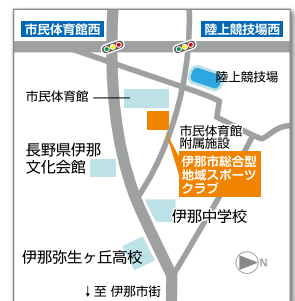 市民体育館西
陸上競技場西
陸上競技場
市民体育館
市民体育館
附属施設
伊那市総合型
地域スポーツ
クラブ
長野県伊那
文化会館
伊那中学校
伊那弥生ヶ丘高校
N
↓至 伊那市街